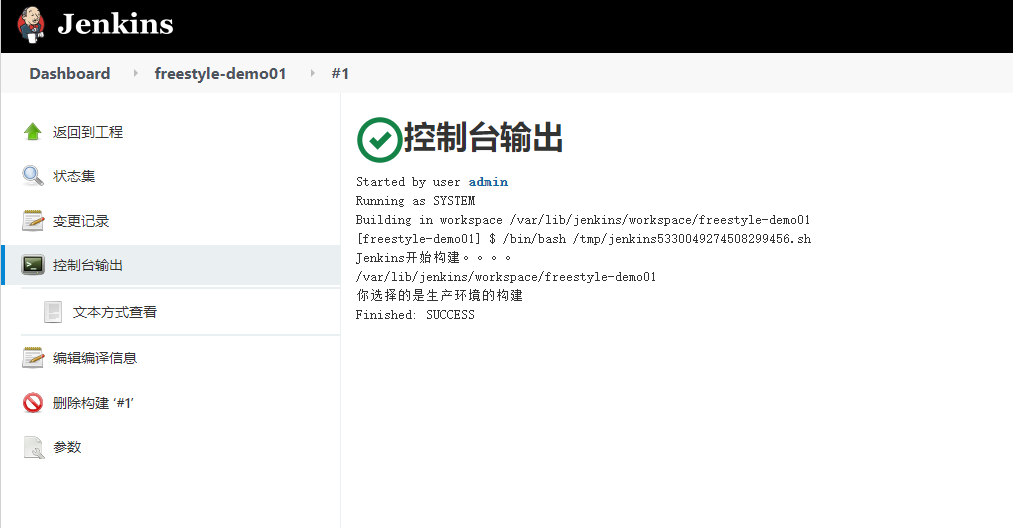 Jenkins
Dashboard freestyle-demo01 #1
返回到工程
状态集
变更记录
控制台输出
文本方式查看
编辑编译信息
删除构建 ‘#1’
参数
控制台输出
Started by user admin
Running as SYSTEM
Building in workspace /var/lib/jenkins/workspace/freestyle-demo01
[freestyle-demo01] $ /bin/bash /tmp/jenkins5330049274508299456.sh
Jenkins开始构建。。。。
/var/lib/jenkins/workspace/freestyle-demo01
你选择的是生产环境的构建
Finished: SUCCESS